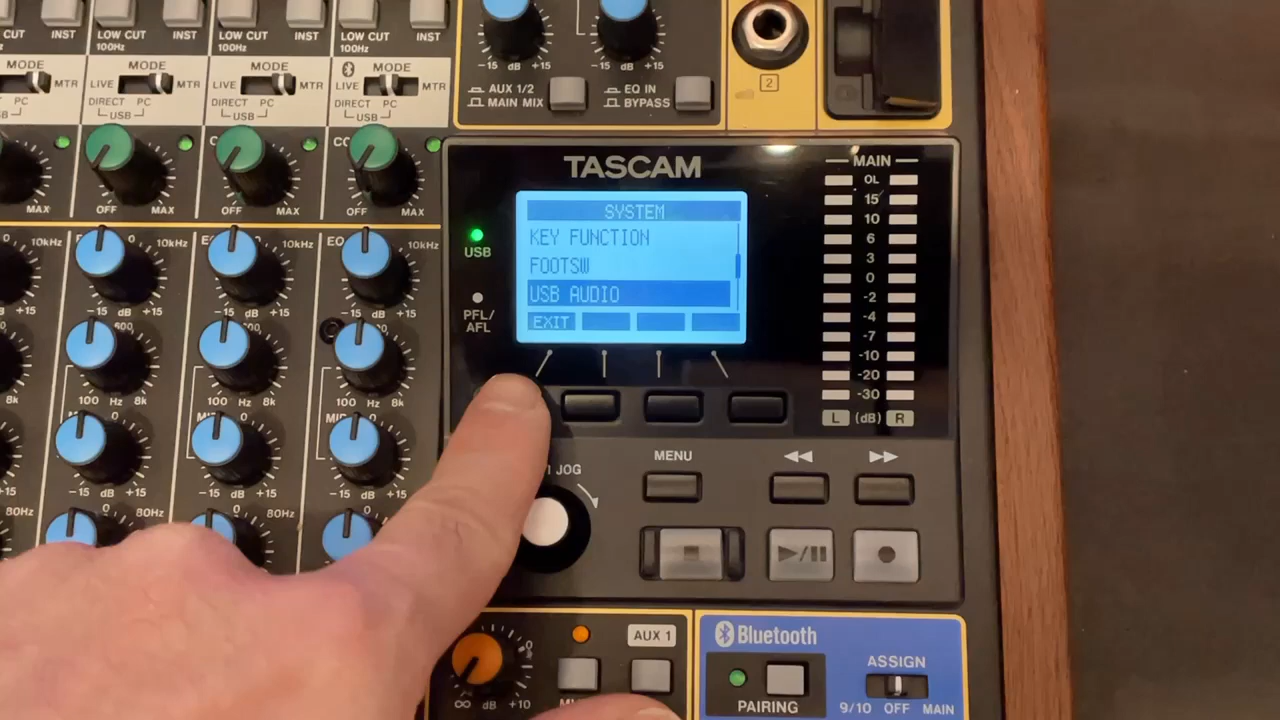 CUT INST LOW CUT INST LOW CUT INST LOW CUT INST
100Hz 100Hz 100Hz
MODE MODE MODE MODE
MTR LIVE MTR LIVE MTR LIVE MTR
DIRECT PC DIRECT PC DIRECT PC
USB USB USB
MAX OFF MAX OFF MAX OFF MAX
-15 dB +15 -15 dB +15
AUX 1/2 EQ IN
MAIN MIX BYPASS
2
TASCAM
MAIN
OL
15
10
6
3
0
-2
-4
-7
-10
-20
-30
L (dB) R
SYSTEM
KEY FUNCTION
FOOTSW
USB AUDIO
EXIT
USB
PFL/
AFL
10kHz 10kHz EQ 10kHz
-15 dB +15 -15 dB +15 -15 dB +15
600
8k 100 Hz 8k 100 Hz 8k 100 Hz 8k
+15 -15 dB +15 -15 dB +15 -15 dB +15
80Hz 80Hz 80Hz
JOG
MENU ◀◀ ▶▶
■ ▶/II ●
AUX 1
∞ dB +10
Bluetooth
PAIRING
ASSIGN
9/10 OFF MAIN